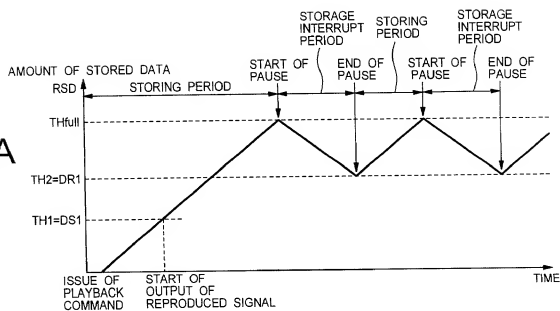 STORAGE
INTERRUPT
PERIOD
STORING
PERIOD
STORAGE
INTERRUPT
PERIOD
START OF
PAUSE
END OF
PAUSE
START OF
PAUSE
END OF
PAUSE
AMOUNT OF STORED DATA
RSD
STORING PERIOD
THfull
A
TH2=DR1
TH1=DS1
ISSUE OF
PLAYBACK
COMMAND
START OF
OUTPUT OF
REPRODUCED SIGNAL
TIME